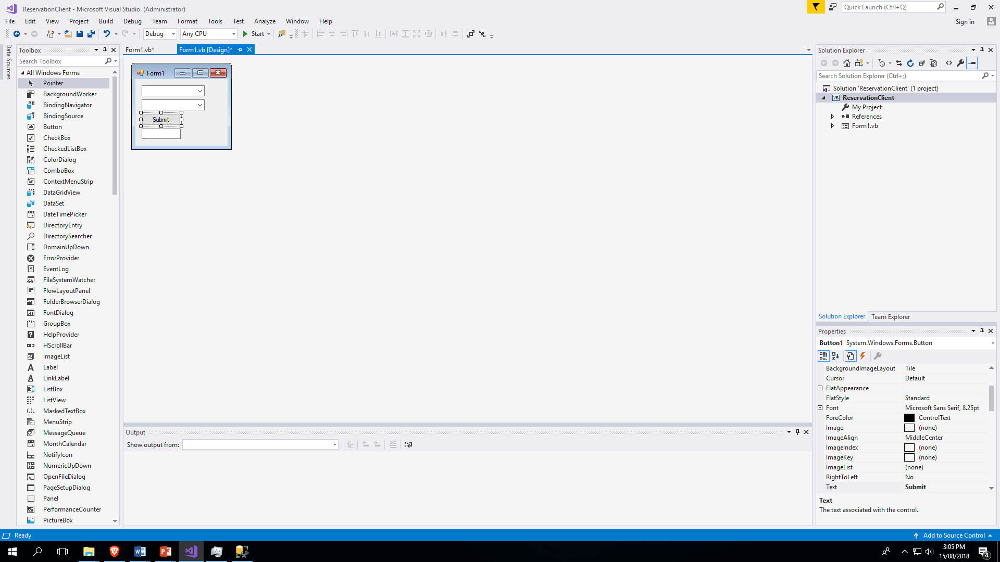 ReservationClient - Microsoft Visual Studio (Administrator)
Quick Launch (Ctrl+Q)
File Edit View Project Build Debug Team Format Tools Test Analyze Window Help
Sign in
Debug Any CPU Start
Data Sources
Toolbox
Search Toolbox
All Windows Forms
Pointer
BackgroundWorker
BindingNavigator
BindingSource
Button
CheckBox
CheckedListBox
ColorDialog
ComboBox
ContextMenuStrip
DataGridView
DataSet
DateTimePicker
DirectoryEntry
DirectorySearcher
DomainUpDown
ErrorProvider
EventLog
FileSystemWatcher
FlowLayoutPanel
FolderBrowserDialog
FontDialog
GroupBox
HelpProvider
HScrollBar
ImageList
Label
LinkLabel
ListBox
ListView
MaskedTextBox
MenuStrip
MessageQueue
MonthCalendar
NotifyIcon
NumericUpDown
OpenFileDialog
PageSetupDialog
Panel
PerformanceCounter
PictureBox
Form1.vb* Form1.vb [Design]*
Form1
Submit
Output
Show output from:
Solution Explorer
Search Solution Explorer (Ctrl+;)
Solution 'ReservationClient' (1 project)
VB ReservationClient
My Project
References
Form1.vb
Solution Explorer Team Explorer
Properties
Button1 System.Windows.Forms.Button
BackgroundImageLayout Tile
Cursor Default
FlatAppearance
FlatStyle Standard
Font Microsoft Sans Serif, 8.25pt
ForeColor ControlText
Image (none)
ImageAlign MiddleCenter
ImageIndex (none)
ImageKey (none)
ImageList (none)
RightToLeft No
Text Submit
Text
The text associated with the control.
Ready
Add to Source Control
3:05 PM
15/08/2018
4